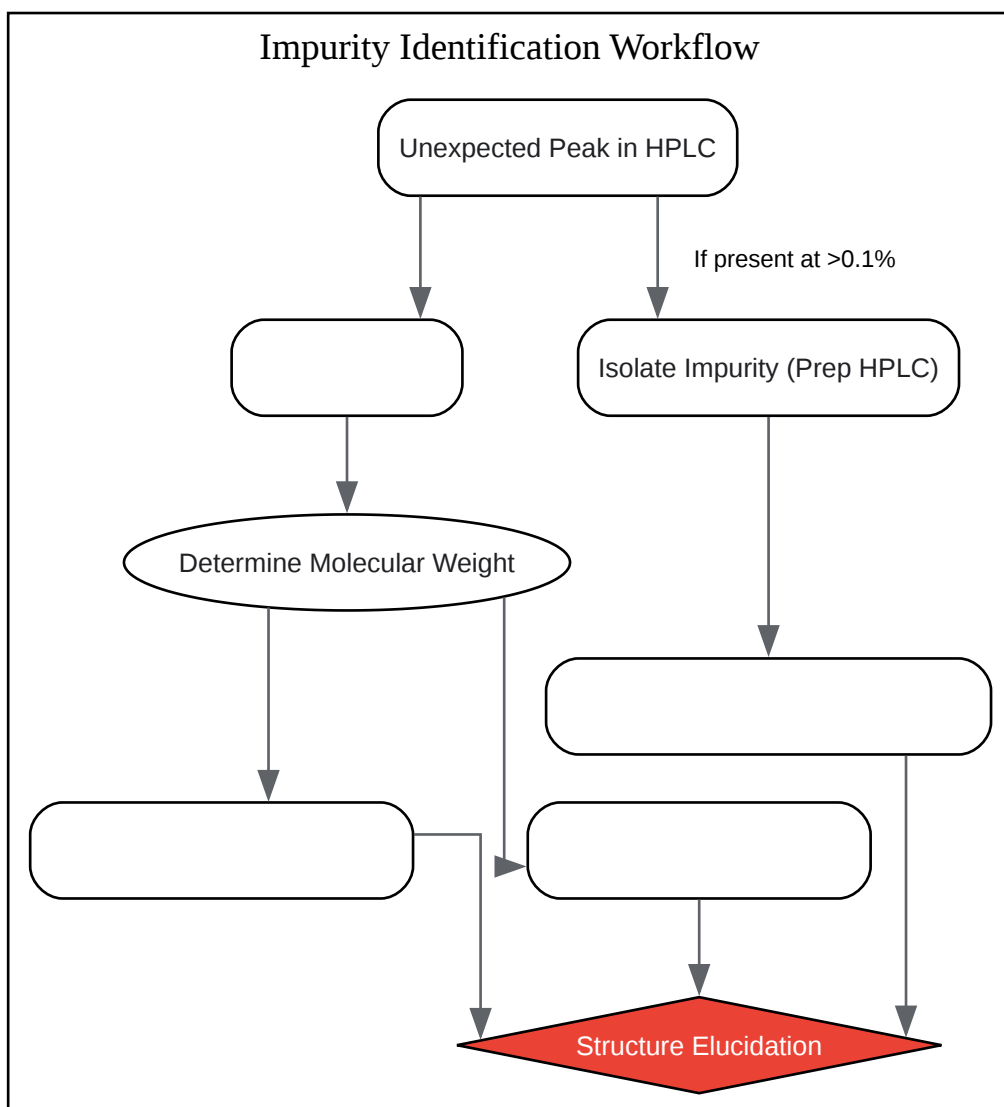 Impurity Identification Workflow
Unexpected Peak in HPLC
If present at >0.1%
Isolate Impurity (Prep HPLC)
Determine Molecular Weight
Structure Elucidation